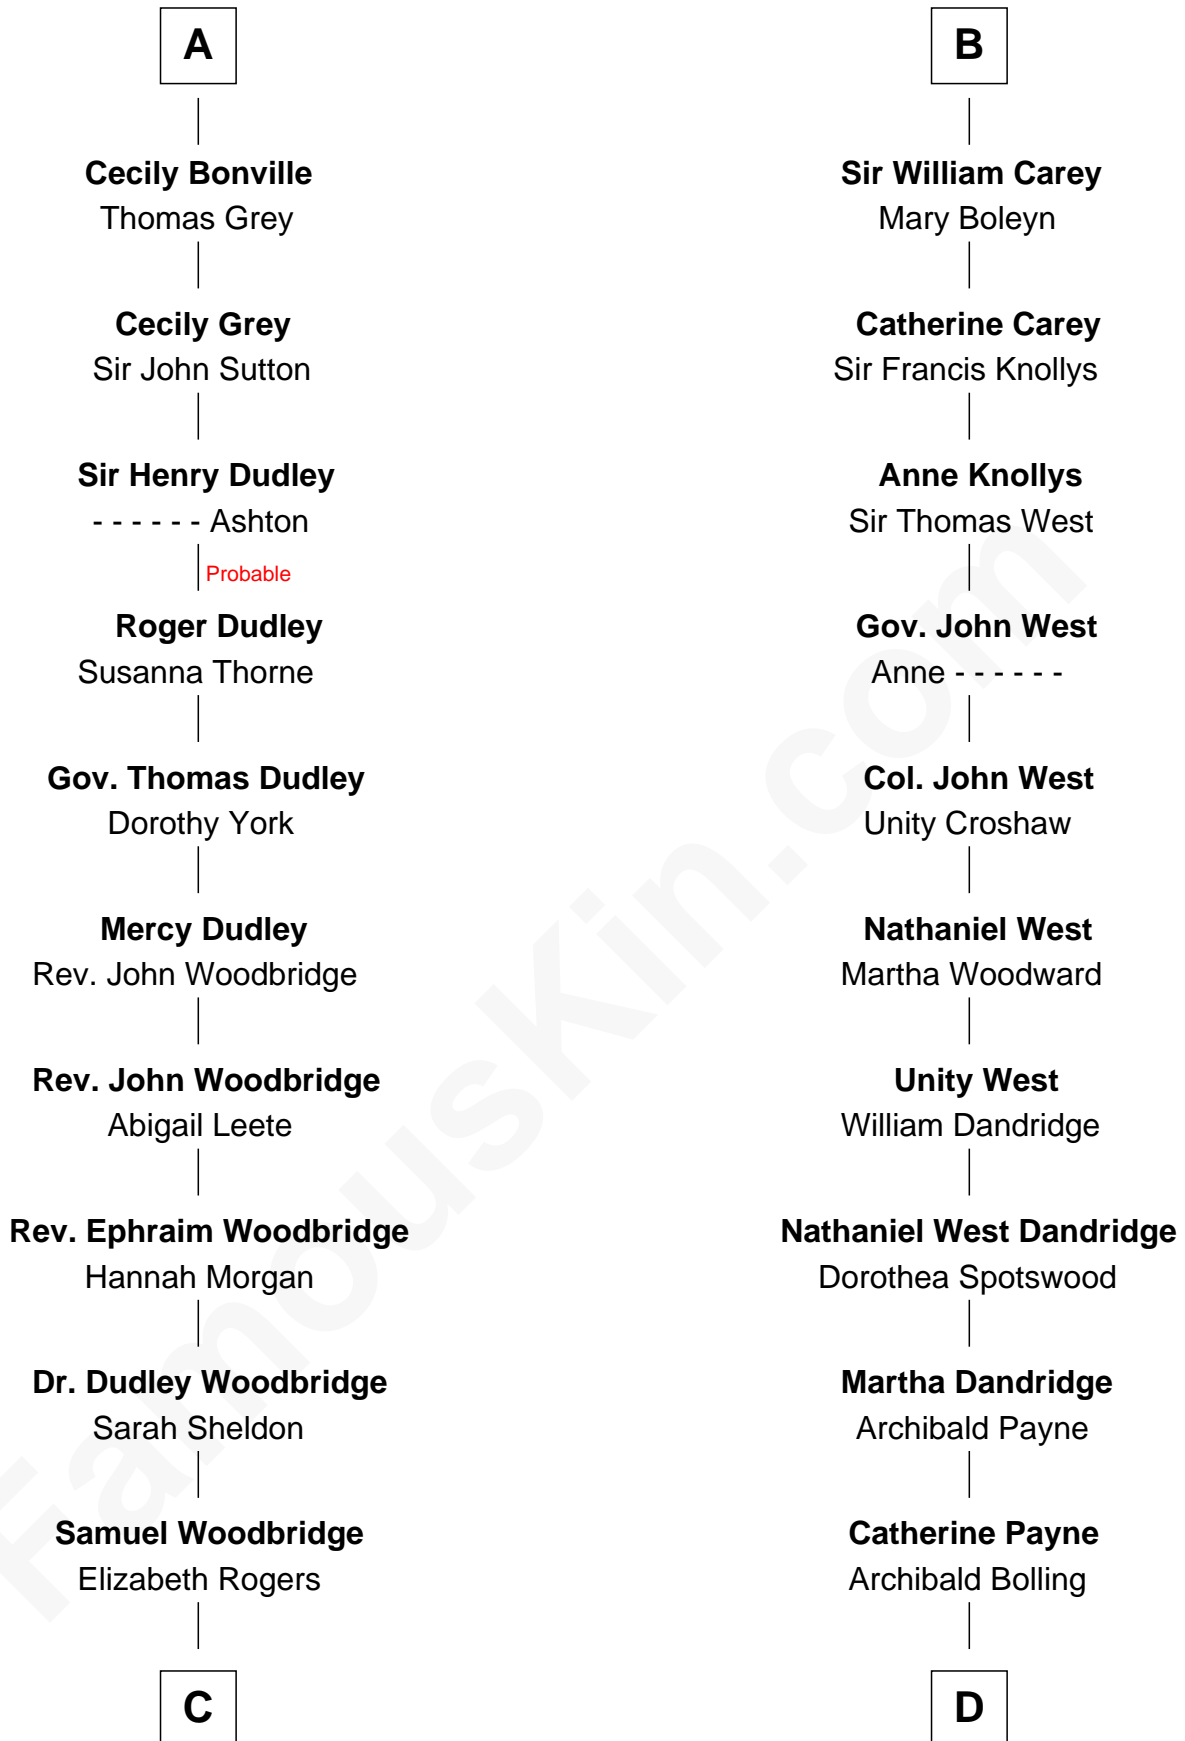 A
Cecily Bonville
Thomas Grey
Cecily Grey
Sir John Sutton
Sir Henry Dudley
- - - - - - Ashton
Probable
Roger Dudley
Susanna Thorne
Gov. Thomas Dudley
Dorothy York
Mercy Dudley
Rev. John Woodbridge
Rev. John Woodbridge
Abigail Leete
Rev. Ephraim Woodbridge
Hannah Morgan
Dr. Dudley Woodbridge
Sarah Sheldon
Samuel Woodbridge
Elizabeth Rogers
C
B
Sir William Carey
Mary Boleyn
Catherine Carey
Sir Francis Knollys
Anne Knollys
Sir Thomas West
Gov. John West
Anne - - - - - -
Col. John West
Unity Croshaw
Nathaniel West
Martha Woodward
Unity West
William Dandridge
Nathaniel West Dandridge
Dorothea Spotswood
Martha Dandridge
Archibald Payne
Catherine Payne
Archibald Bolling
D
FamousKin.com